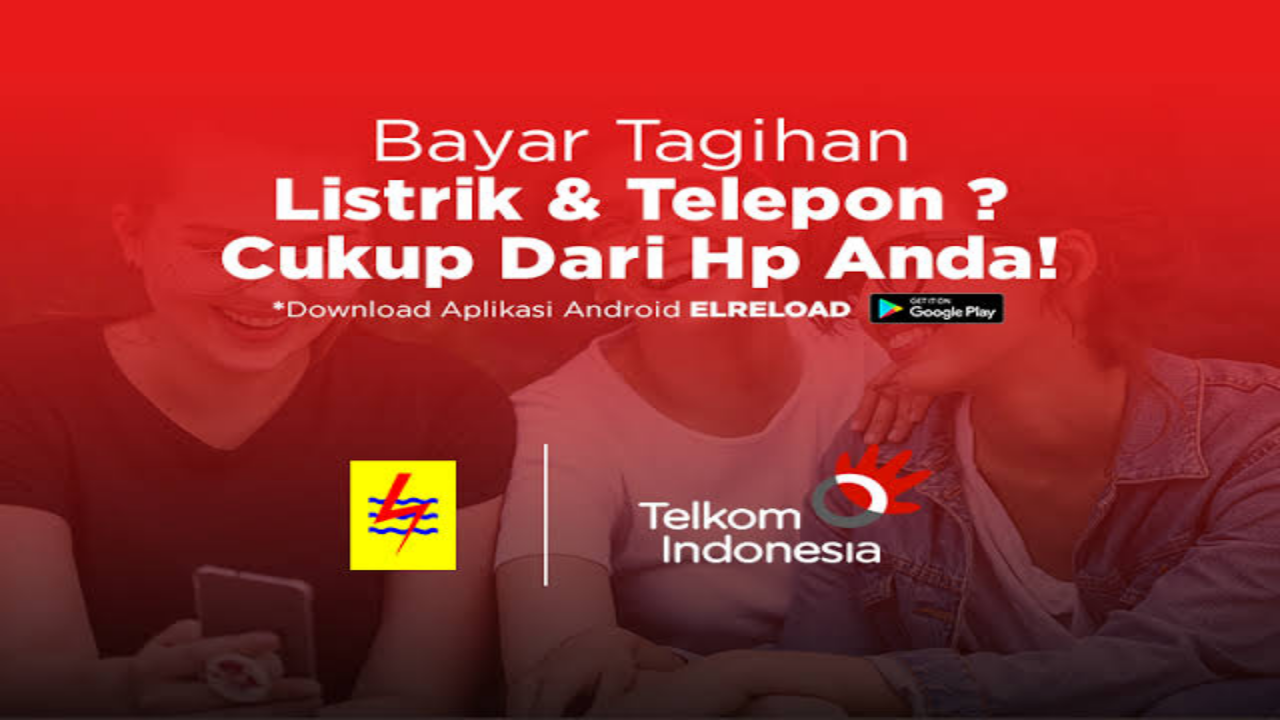 Bayar Tagihan
Listrik & Telepon ?
Cukup Dari Hp Anda!
*Download Aplikasi Android ELRELOAD
GET IT ON
Google Play
Telkom
Indonesia